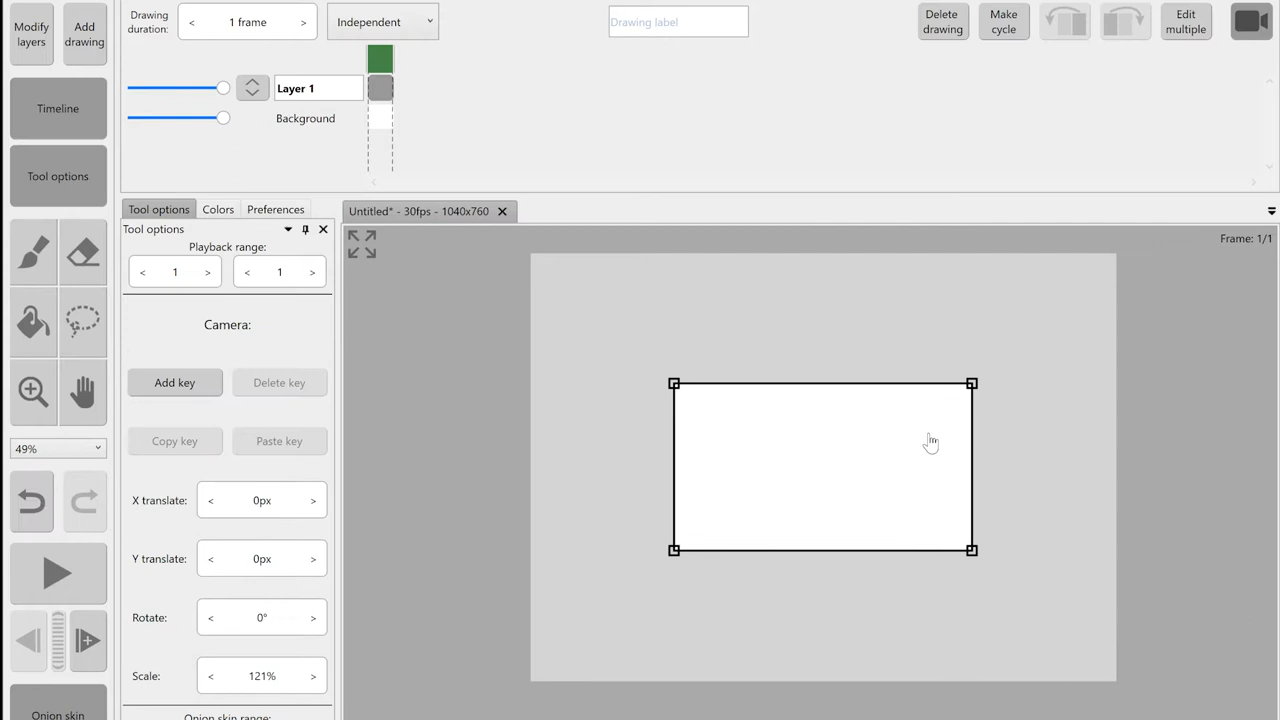 Modify layers
Add drawing
Drawing duration:
< 1 frame >
Independent
Drawing label
Delete drawing
Make cycle
Edit multiple
Layer 1
Background
Timeline
Tool options
Tool options Colors Preferences
Untitled* - 30fps - 1040x760
Tool options
Frame: 1/1
Playback range:
< 1 > < 1 >
Camera:
Add key
Delete key
Copy key
Paste key
49%
X translate: < 0px >
Y translate: < 0px >
Rotate: < 0° >
Scale: < 121% >
Onion skin
Onion skin range: